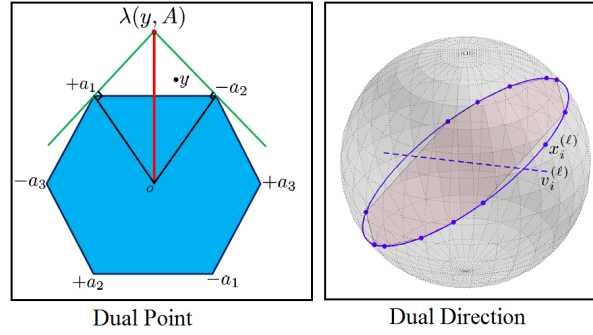 λ(y, A)
+a₁
y
−a₂
−a₃
o
+a₃
+a₂
−a₁
x_i^(ℓ)
v_i^(ℓ)
Dual Point
Dual Direction